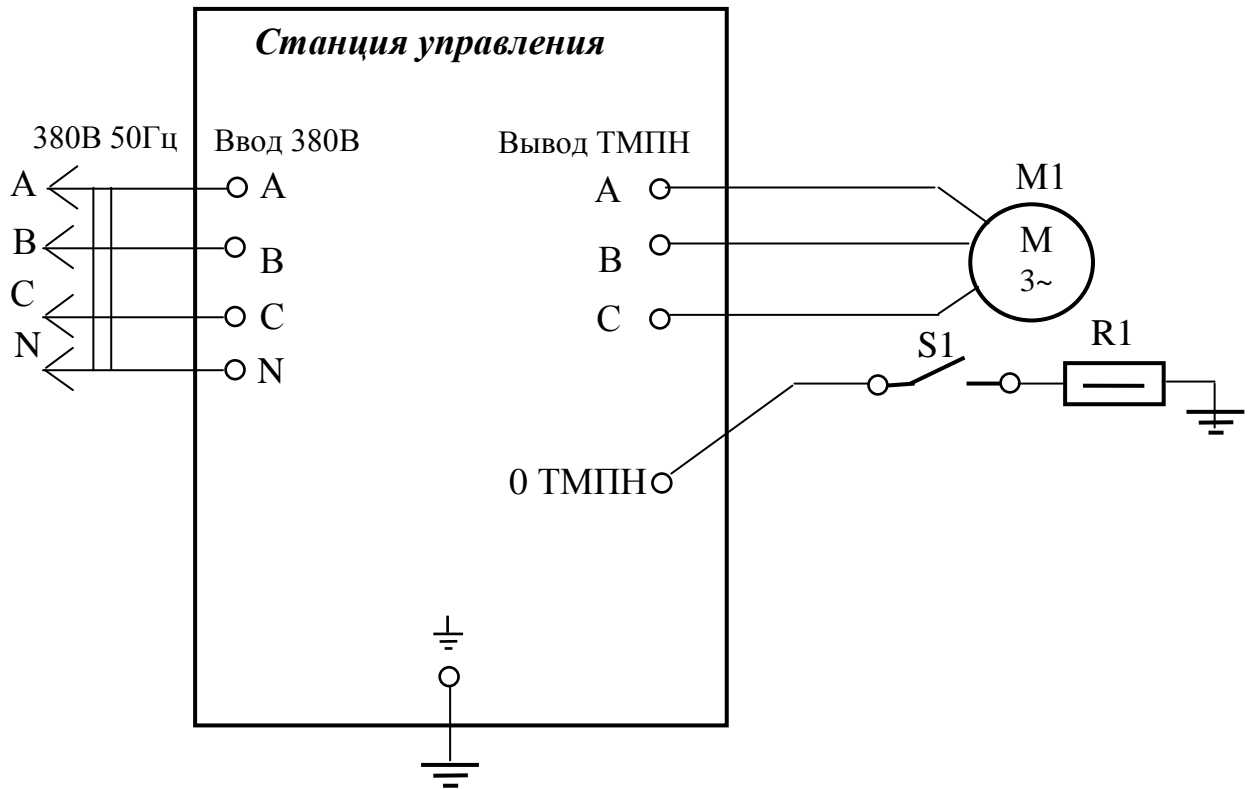 Станция управления
380В 50Гц
Ввод 380В
Вывод ТМПН
A
A
A
M1
B
B
B
M
3~
C
C
C
N
N
S1
R1
0 ТМПН